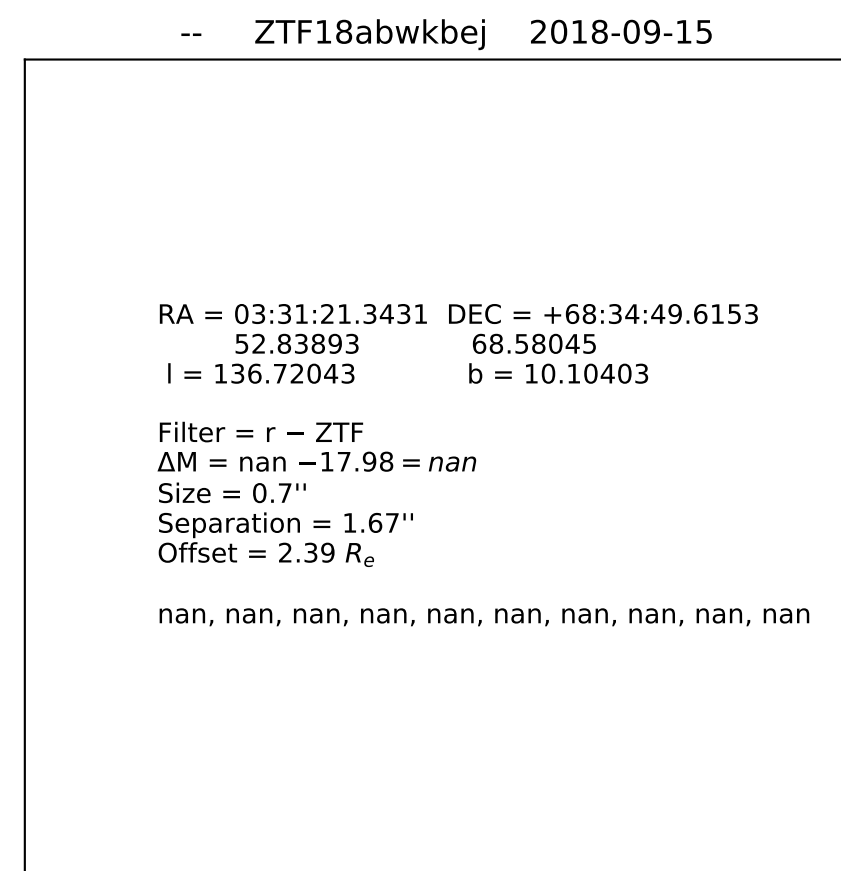 -- ZTF18abwkbej 2018-09-15
RA = 03:31:21.3431 DEC = +68:34:49.6153
52.83893 68.58045
l = 136.72043 b = 10.10403
Filter = r − ZTF
ΔM = nan −17.98 = nan
Size = 0.7''
Separation = 1.67''
Offset = 2.39 Rₑ
nan, nan, nan, nan, nan, nan, nan, nan, nan, nan